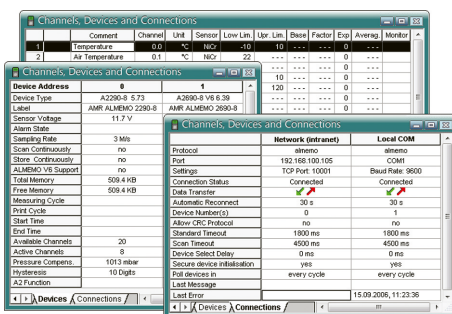 Channels, Devices and Connections
Comment Channel Unit Sensor Low Lim. Upr. Lim. Base Factor Exp Averag. Monitor
1 Temperature 0.0 °C NiCr -10 10 --- --- 0 ---
2 Air Temperature 0.1 °C NiCr 22 --- --- --- 0 ---
--- --- --- 0 ---
10 --- --- 0 ---
120 --- --- 0 ---
Channels, Devices and Connections
Device Address 0 1
Device Type A2290-8 5.73 A2690-8 V6 6.39
Label AMR ALMEMO 2290-8 AMR ALMEMO 2690-8
Sensor Voltage 11.7 V
Alarm State
Sampling Rate 3 M/s
Scan Continuously no
Store Continuously no
ALMEMO V6 Support no
Total Memory 509.4 KB
Free Memory 509.4 KB
Measuring Cycle
Print Cycle
Start Time
End Time
Available Channels 20
Active Channels 8
Pressure Compens. 1013 mbar
Hysteresis 10 Digits
A2 Function
Devices Connections
Channels, Devices and Connections
Network (intranet) Local COM
Protocol almemo almemo
Port 192.168.100.105 COM1
Settings TCP Port: 10001 Baud Rate: 9600
Connection Status Connected Connected
Data Transfer
Automatic Reconnect 30 s 30 s
Device Number(s) 0 1
Allow CRC Protocol no no
Standard Timeout 1800 ms 1800 ms
Scan Timeout 4500 ms 4500 ms
Device Select Delay 0 ms 0 ms
Secure device initialisation yes yes
Poll devices in every cycle every cycle
Last Message
Last Error 15.09.2006, 11:23:36
Devices Connections